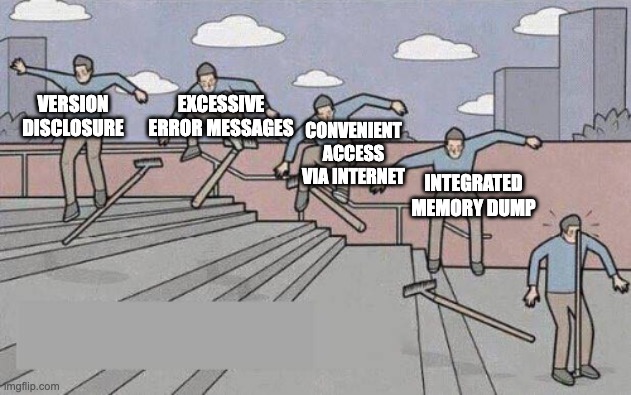 VERSION
DISCLOSURE
EXCESSIVE
ERROR MESSAGES
CONVENIENT
ACCESS
VIA INTERNET
INTEGRATED
MEMORY DUMP
imgflip.com